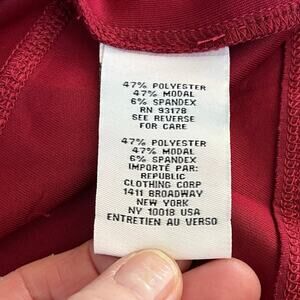 47% POLYESTER
47% MODAL
6% SPANDEX
RN 93178
SEE REVERSE
FOR CARE
47% POLYESTER
47% MODAL
6% SPANDEX
IMPORTÉ PAR:
REPUBLIC
CLOTHING CORP
1411 BROADWAY
NEW YORK
NY 10018 USA
ENTRETIEN AU VERSO